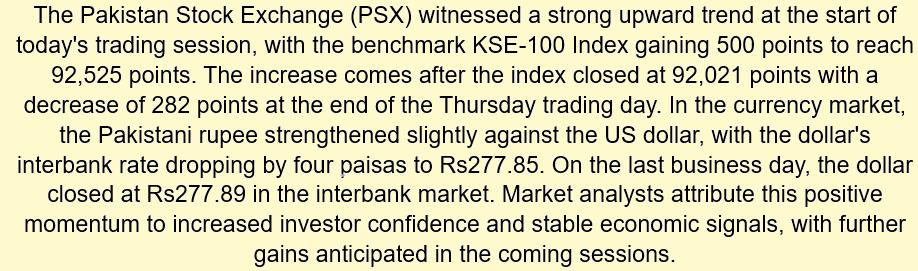 The Pakistan Stock Exchange (PSX) witnessed a strong upward trend at the start of
today's trading session, with the benchmark KSE-100 Index gaining 500 points to reach
92,525 points. The increase comes after the index closed at 92,021 points with a
decrease of 282 points at the end of the Thursday trading day. In the currency market,
the Pakistani rupee strengthened slightly against the US dollar, with the dollar's
interbank rate dropping by four paisas to Rs277.85. On the last business day, the dollar
closed at Rs277.89 in the interbank market. Market analysts attribute this positive
momentum to increased investor confidence and stable economic signals, with further
gains anticipated in the coming sessions.